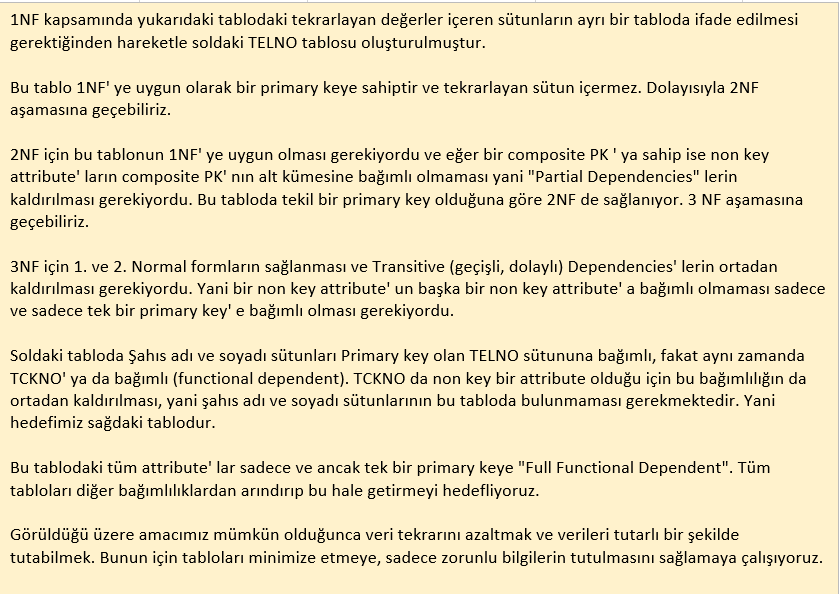 1NF kapsamında yukarıdaki tablodaki tekrarlayan değerler içeren sütunların ayrı bir tabloda ifade edilmesi
gerektiğinden hareketle soldaki TELNO tablosu oluşturulmuştur.
Bu tablo 1NF' ye uygun olarak bir primary keye sahiptir ve tekrarlayan sütun içermez. Dolayısıyla 2NF
aşamasına geçebiliriz.
2NF için bu tablonun 1NF' ye uygun olması gerekiyordu ve eğer bir composite PK ' ya sahip ise non key
attribute' ların composite PK' nın alt kümesine bağımlı olmaması yani "Partial Dependencies" lerin
kaldırılması gerekiyordu. Bu tabloda tekil bir primary key olduğuna göre 2NF de sağlanıyor. 3 NF aşamasına
geçebiliriz.
3NF için 1. ve 2. Normal formların sağlanması ve Transitive (geçişli, dolaylı) Dependencies' lerin ortadan
kaldırılması gerekiyordu. Yani bir non key attribute' un başka bir non key attribute' a bağımlı olmaması sadece
ve sadece tek bir primary key' e bağımlı olması gerekiyordu.
Soldaki tabloda Şahıs adı ve soyadı sütunları Primary key olan TELNO sütununa bağımlı, fakat aynı zamanda
TCKNO' ya da bağımlı (functional dependent). TCKNO da non key bir attribute olduğu için bu bağımlılığın da
ortadan kaldırılması, yani şahıs adı ve soyadı sütunlarının bu tabloda bulunmaması gerekmektedir. Yani
hedefimiz sağdaki tablodur.
Bu tablodaki tüm attribute' lar sadece ve ancak tek bir primary keye "Full Functional Dependent". Tüm
tabloları diğer bağımlılıklardan arındırıp bu hale getirmeyi hedefliyoruz.
Görüldüğü üzere amacımız mümkün olduğunca veri tekrarını azaltmak ve verileri tutarlı bir şekilde
tutabilmek. Bunun için tabloları minimize etmeye, sadece zorunlu bilgilerin tutulmasını sağlamaya çalışıyoruz.